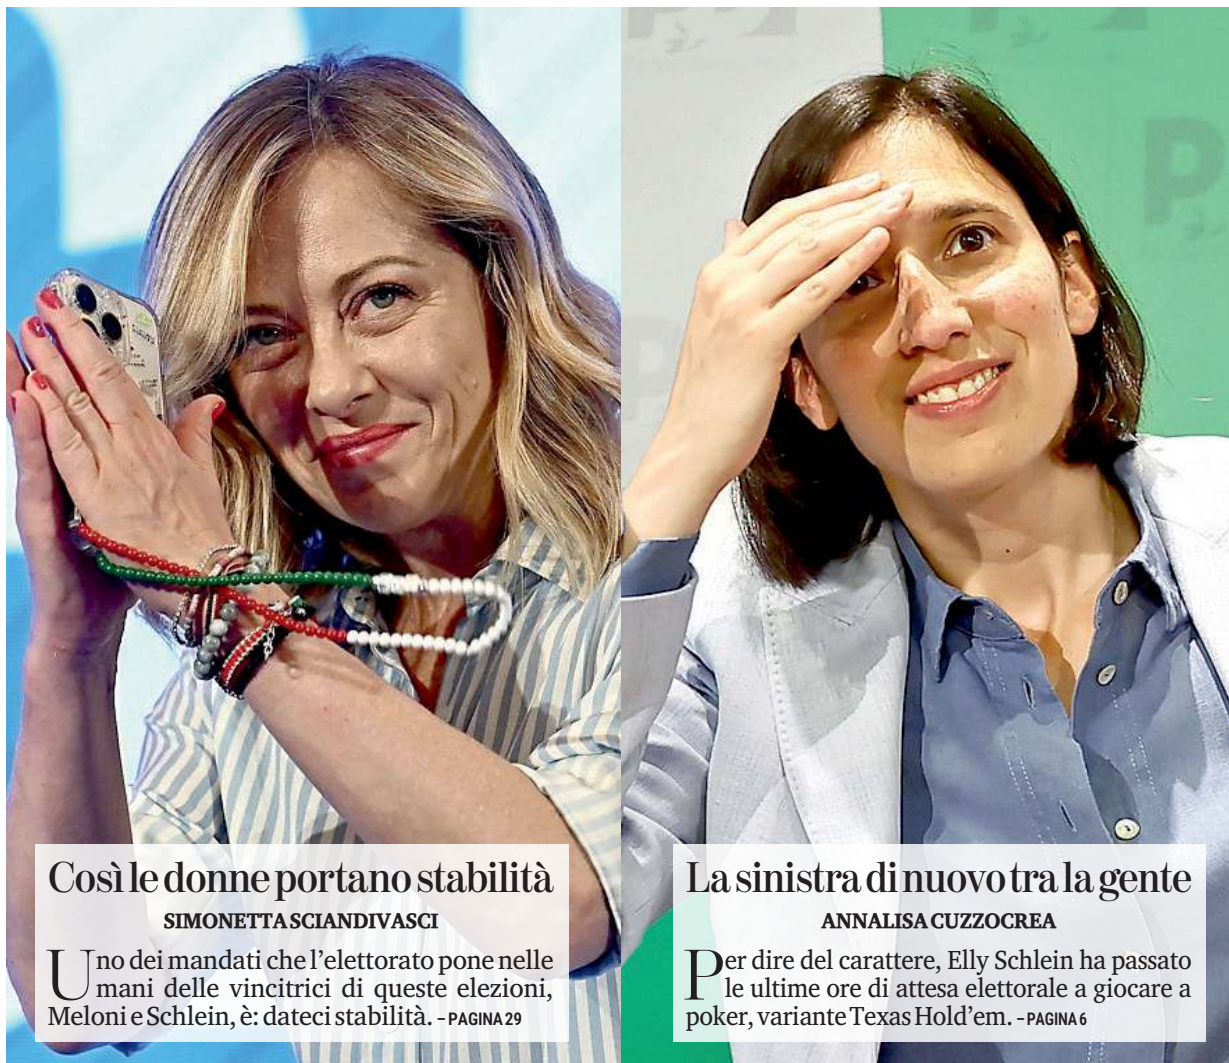 Così le donne portano stabilità
SIMONETTA SCIANDIVASCI
Uno dei mandati che l'elettorato pone nelle
mani delle vincitrici di queste elezioni,
Meloni e Schlein, è: dateci stabilità. – PAGINA 29
La sinistra di nuovo tra la gente
ANNALISA CUZZOCREA
Per dire del carattere, Elly Schlein ha passato
le ultime ore di attesa elettorale a giocare a
poker, variante Texas Hold'em. – PAGINA 6